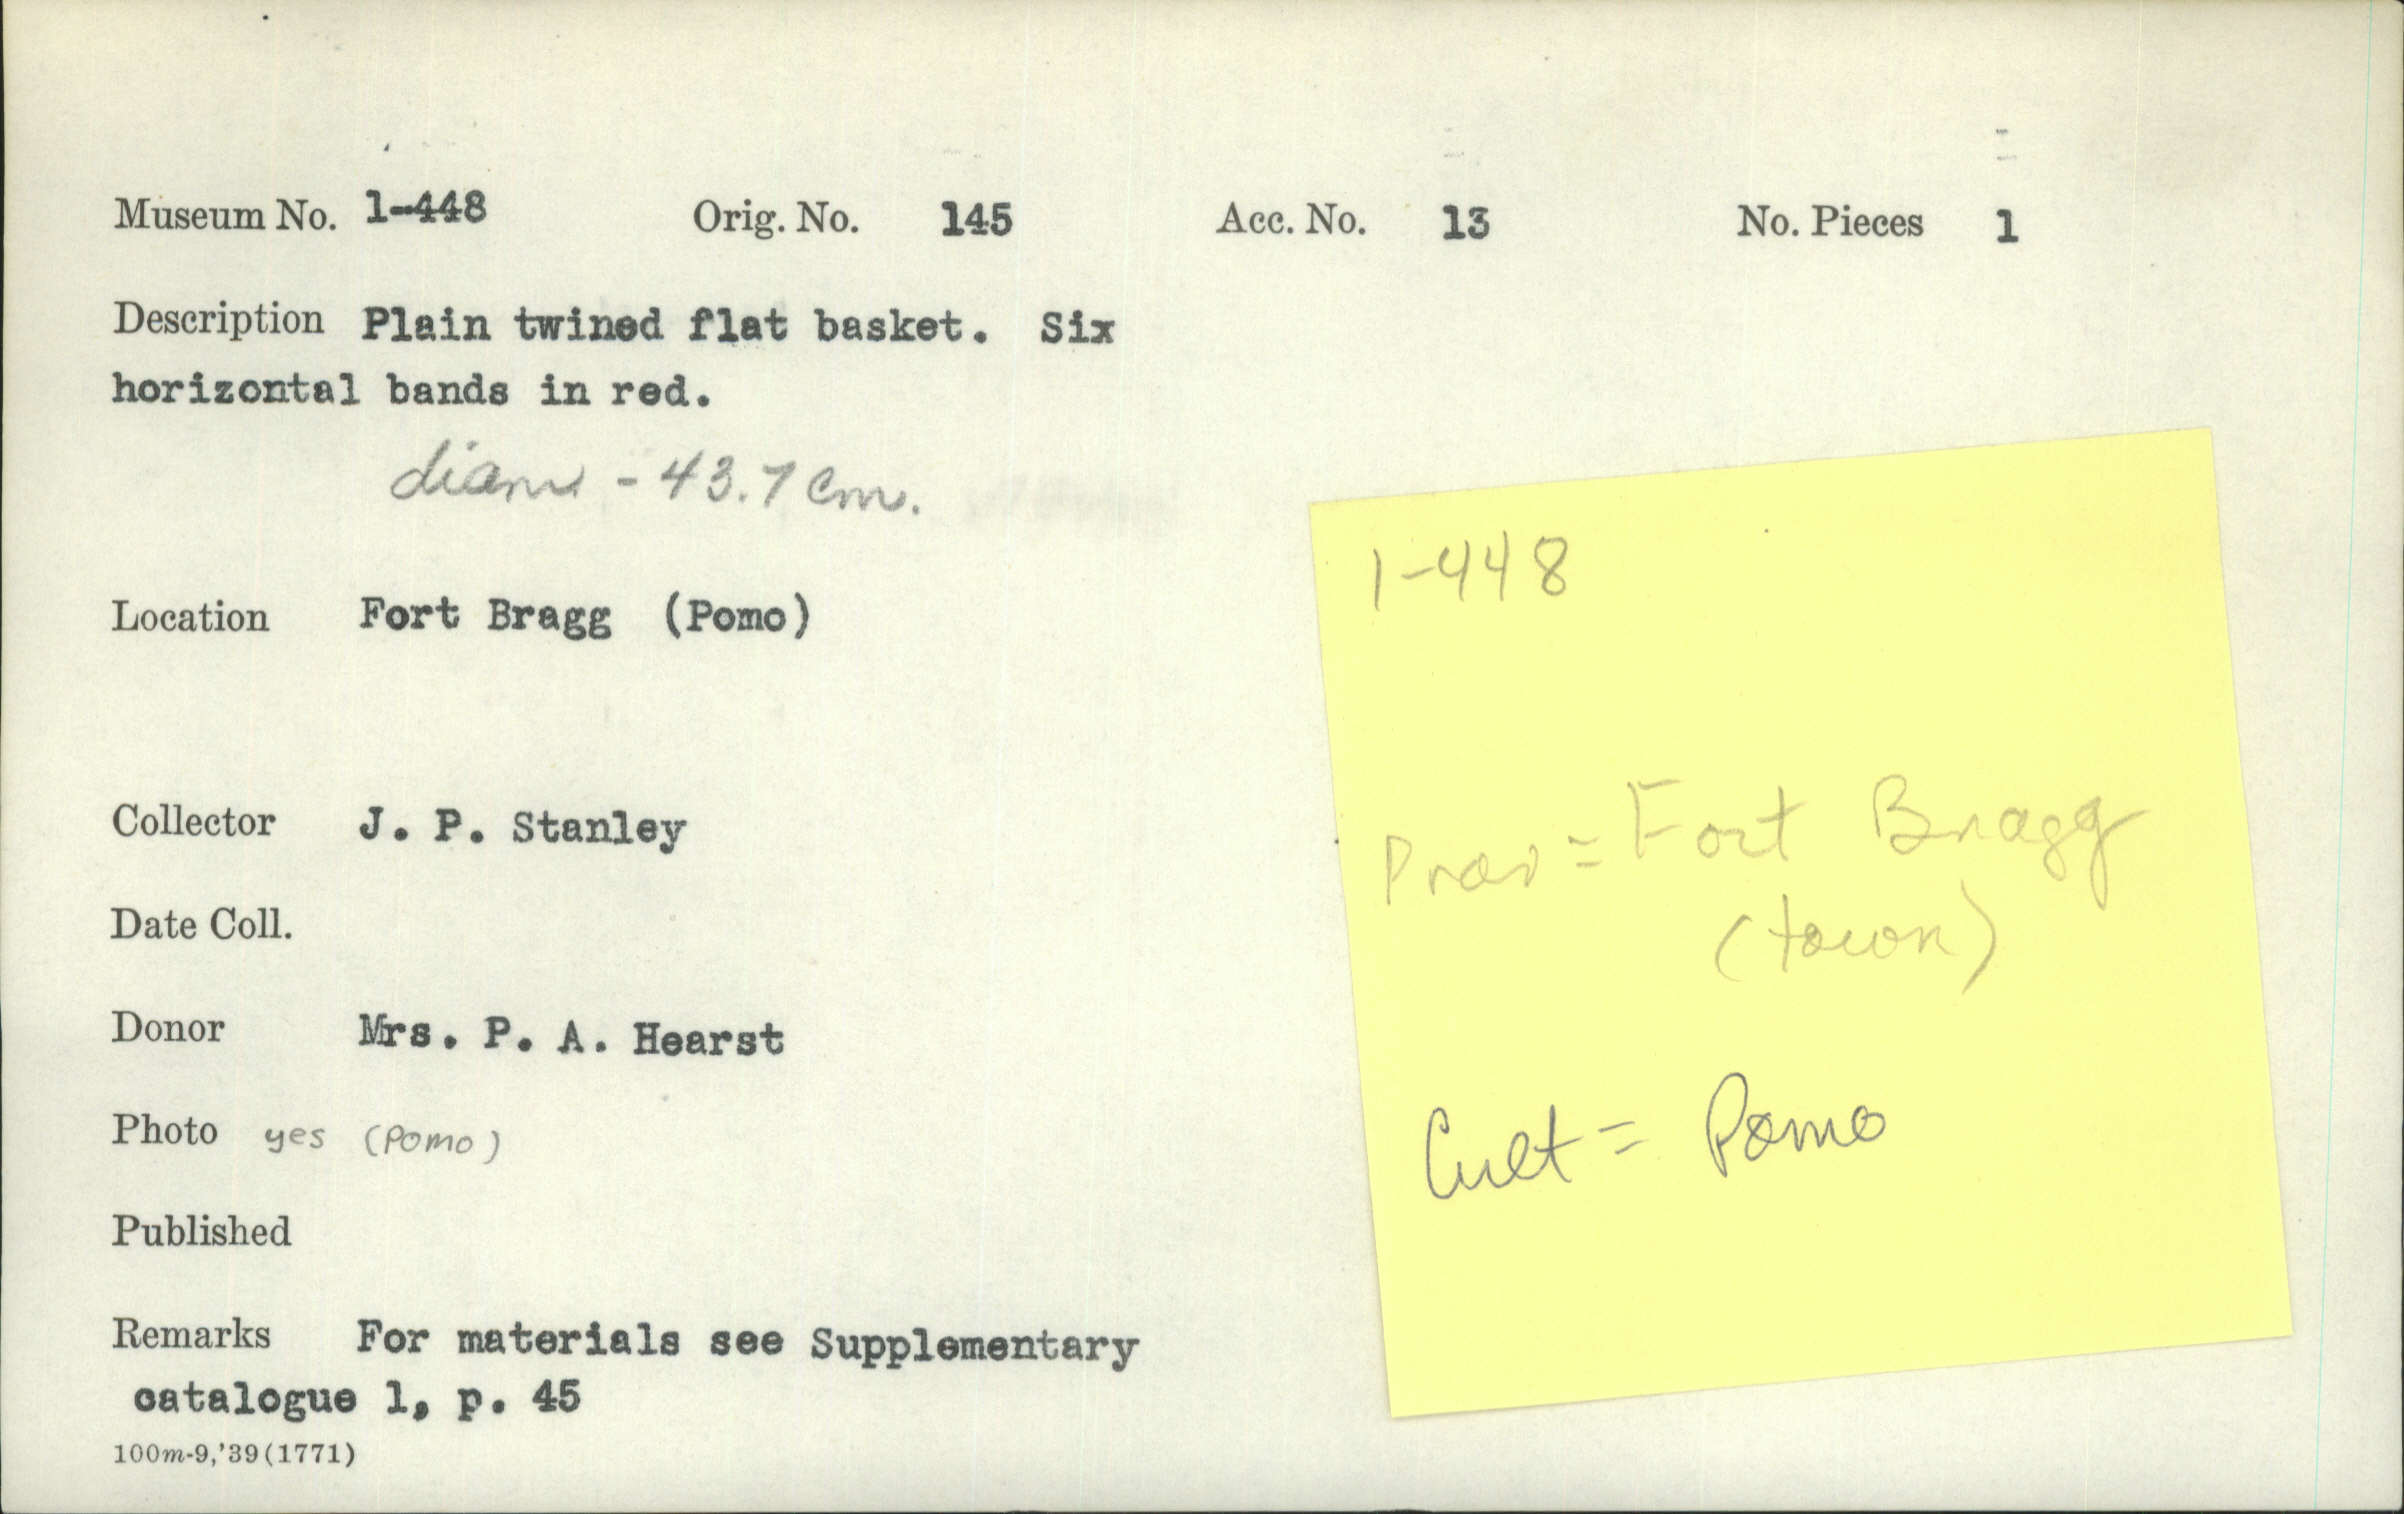 Museum No. 1-448 Orig. No. 145 Acc. No. 13 No. Pieces 1
Description Plain twined flat basket. Six
horizontal bands in red.
diam - 43.7 cm.
Location Fort Bragg (Pomo)
Collector J. P. Stanley
Date Coll.
Donor Mrs. P. A. Hearst
Photo yes (Pomo)
Published
Remarks For materials see Supplementary
catalogue 1, p. 45
100m-9,'39(1771)
1-448
Prov = Fort Bragg
(town)
Cult = Pomo